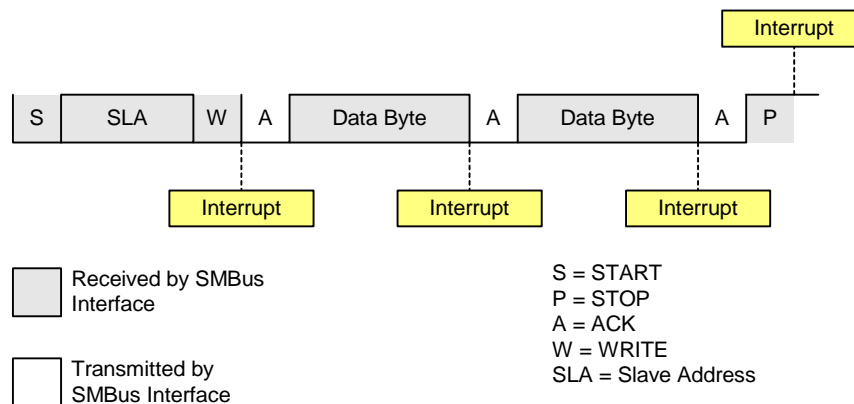 Interrupt
S SLA W A Data Byte A Data Byte A P
Interrupt Interrupt Interrupt
Received by SMBus
Interface
Transmitted by
SMBus Interface
S = START
P = STOP
A = ACK
W = WRITE
SLA = Slave Address